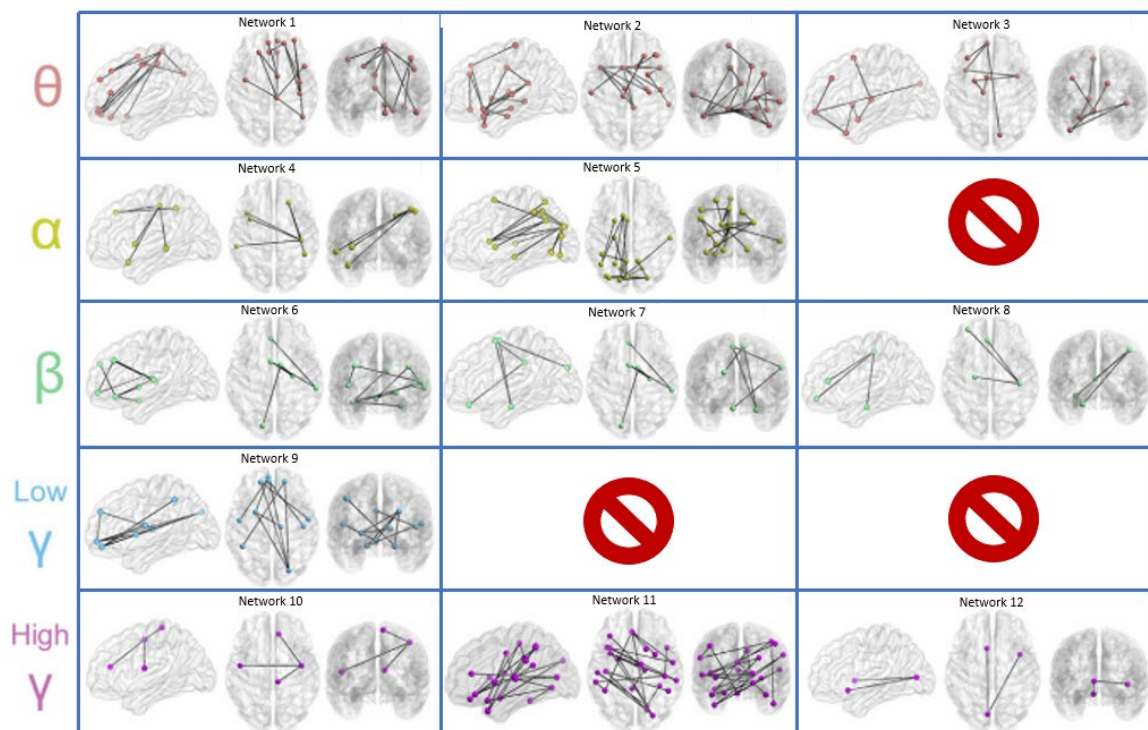 Network 1
Network 2
Network 3
θ
Network 4
Network 5
α
Network 6
Network 7
Network 8
β
Network 9
Low
γ
Network 10
Network 11
Network 12
High
γ